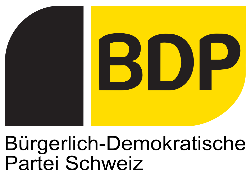 BDP
Bürgerlich-Demokratische
Partei Schweiz